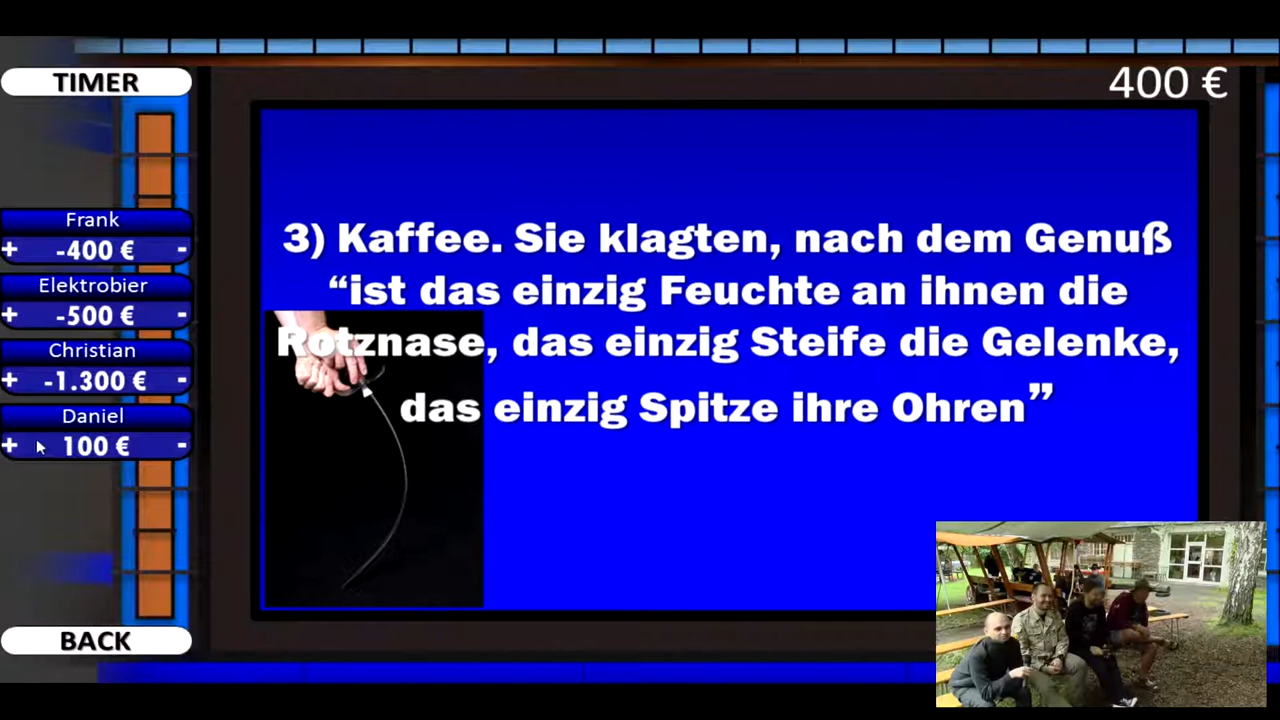 TIMER
400 €
Frank
+ -400 € -
Elektrobier
+ -500 € -
Christian
+ -1.300 € -
Daniel
+ 100 € -
BACK
3) Kaffee. Sie klagten, nach dem Genuß
“ist das einzig Feuchte an ihnen die
Rotznase, das einzig Steife die Gelenke,
das einzig Spitze ihre Ohren”